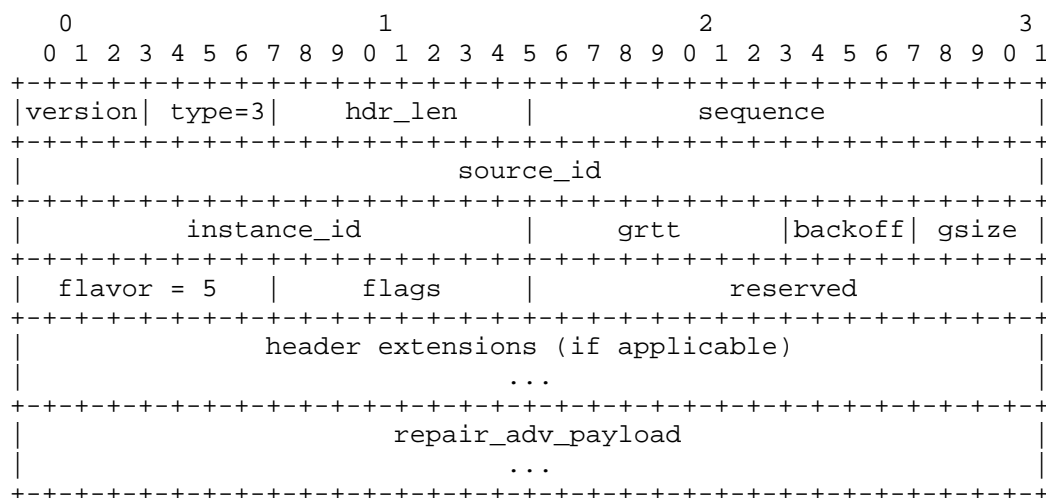 0                   1                   2                   3
0 1 2 3 4 5 6 7 8 9 0 1 2 3 4 5 6 7 8 9 0 1 2 3 4 5 6 7 8 9 0 1
+-+-+-+-+-+-+-+-+-+-+-+-+-+-+-+-+-+-+-+-+-+-+-+-+-+-+-+-+-+-+-+-+
|version| type=3|    hdr_len    |          sequence             |
+-+-+-+-+-+-+-+-+-+-+-+-+-+-+-+-+-+-+-+-+-+-+-+-+-+-+-+-+-+-+-+-+
|                           source_id                           |
+-+-+-+-+-+-+-+-+-+-+-+-+-+-+-+-+-+-+-+-+-+-+-+-+-+-+-+-+-+-+-+-+
|          instance_id          |     grtt      |backoff| gsize |
+-+-+-+-+-+-+-+-+-+-+-+-+-+-+-+-+-+-+-+-+-+-+-+-+-+-+-+-+-+-+-+-+
|  flavor = 5   |     flags     |            reserved           |
+-+-+-+-+-+-+-+-+-+-+-+-+-+-+-+-+-+-+-+-+-+-+-+-+-+-+-+-+-+-+-+-+
|               header extensions (if applicable)               |
|                              ...                              |
+-+-+-+-+-+-+-+-+-+-+-+-+-+-+-+-+-+-+-+-+-+-+-+-+-+-+-+-+-+-+-+-+
|                       repair_adv_payload                      |
|                              ...                              |
+-+-+-+-+-+-+-+-+-+-+-+-+-+-+-+-+-+-+-+-+-+-+-+-+-+-+-+-+-+-+-+-+